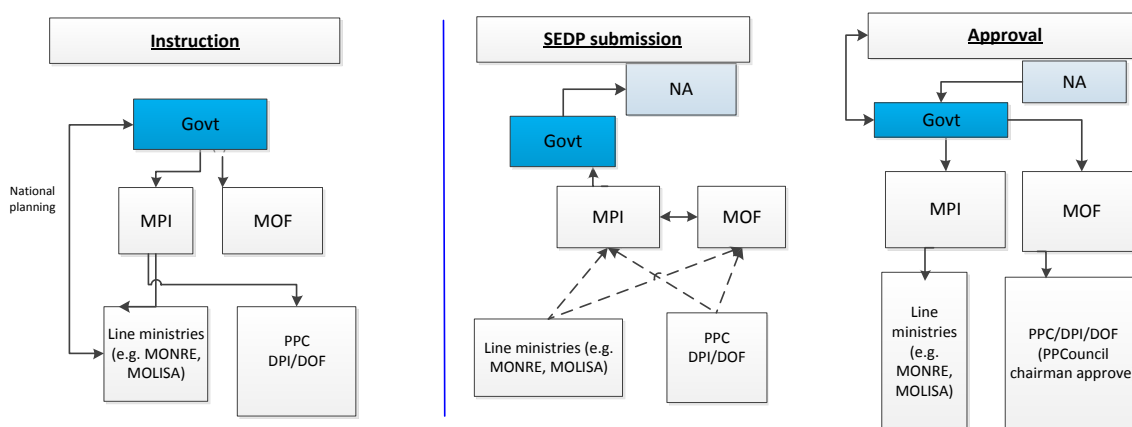 Instruction
Govt
National
planning
MPI
MOF
Line ministries
(e.g. MONRE,
MOLISA)
PPC
DPI/DOF
SEDP submission
NA
Govt
MPI
MOF
Line ministries (e.g.
MONRE, MOLISA)
PPC
DPI/DOF
Approval
NA
Govt
MPI
MOF
Line
ministries
(e.g.
MONRE,
MOLISA)
PPC/DPI/DOF
(PPCouncil
chairman approve